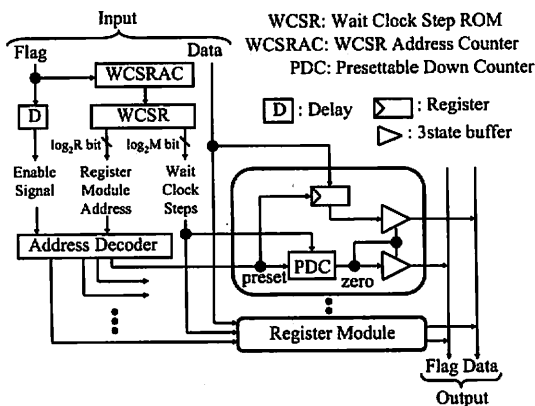 Input
Flag
Data
WCSR: Wait Clock Step ROM
WCSRAC: WCSR Address Counter
PDC: Presettable Down Counter
WCSRAC
WCSR
D
D : Delay
: Register
: 3state buffer
log₂R bit
log₂M bit
Enable
Signal
Register
Module
Address
Wait
Clock
Steps
Address Decoder
preset
PDC
zero
Register Module
Flag Data
Output